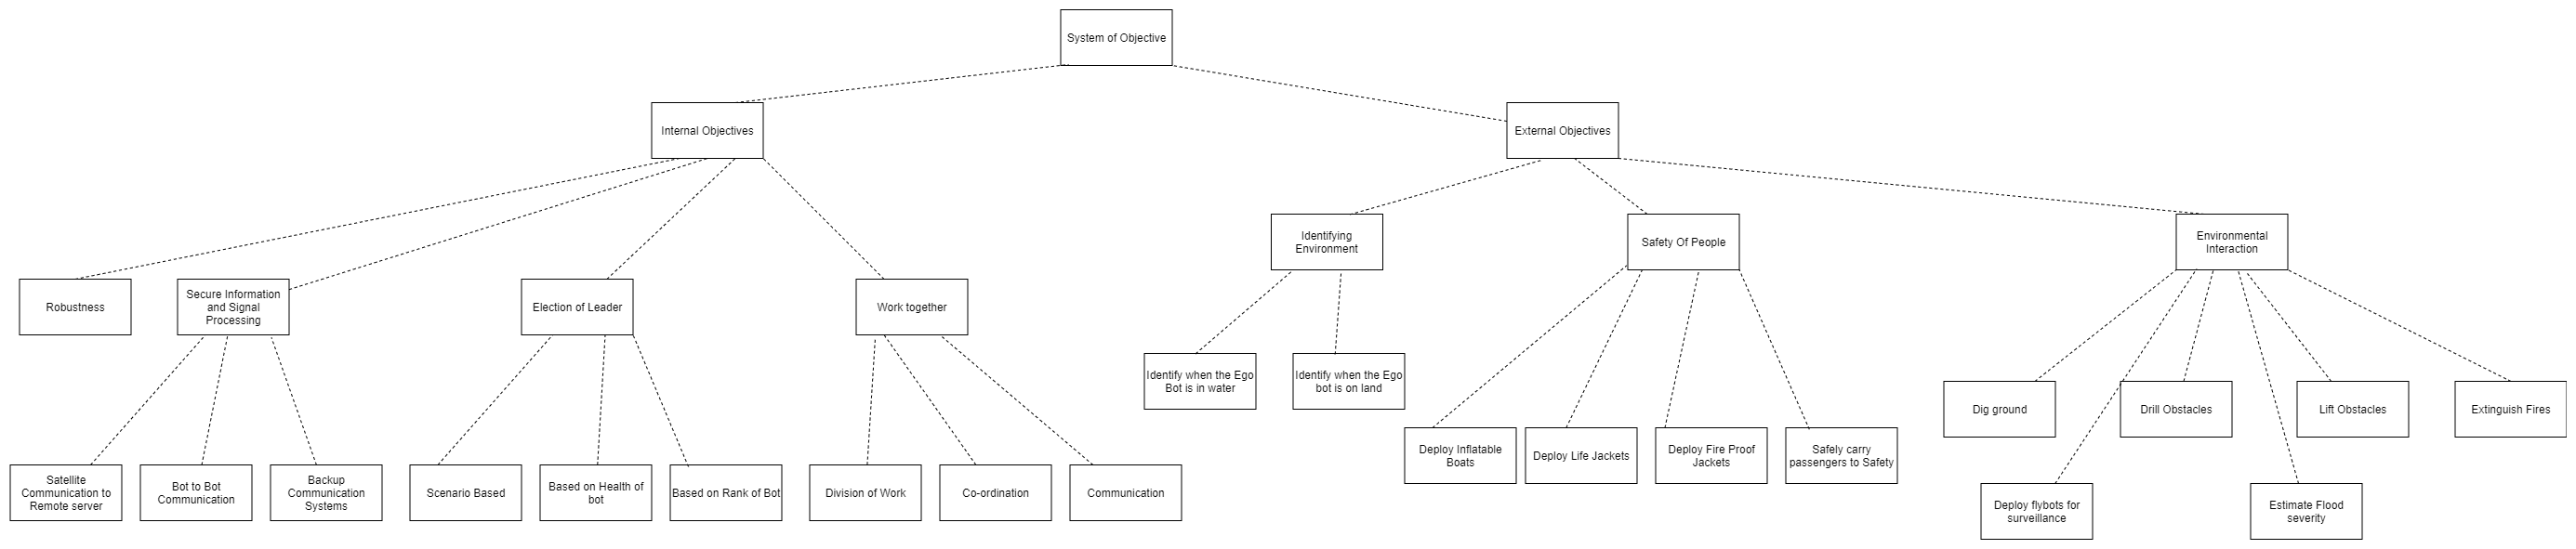 System of Objective
Internal Objectives
External Objectives
Identifying
Environment
Safety Of People
Environmental
Interaction
Robustness
Secure Information
and Signal
Processing
Election of Leader
Work together
Identify when the Ego
Bot is in water
Identify when the Ego
bot is on land
Dig ground
Drill Obstacles
Lift Obstacles
Extinguish Fires
Deploy Inflatable
Boats
Deploy Life Jackets
Deploy Fire Proof
Jackets
Safely carry
passengers to Safety
Satellite
Communication to
Remote server
Bot to Bot
Communication
Backup
Communication
Systems
Scenario Based
Based on Health of
bot
Based on Rank of Bot
Division of Work
Co-ordination
Communication
Deploy flybots for
surveillance
Estimate Flood
severity